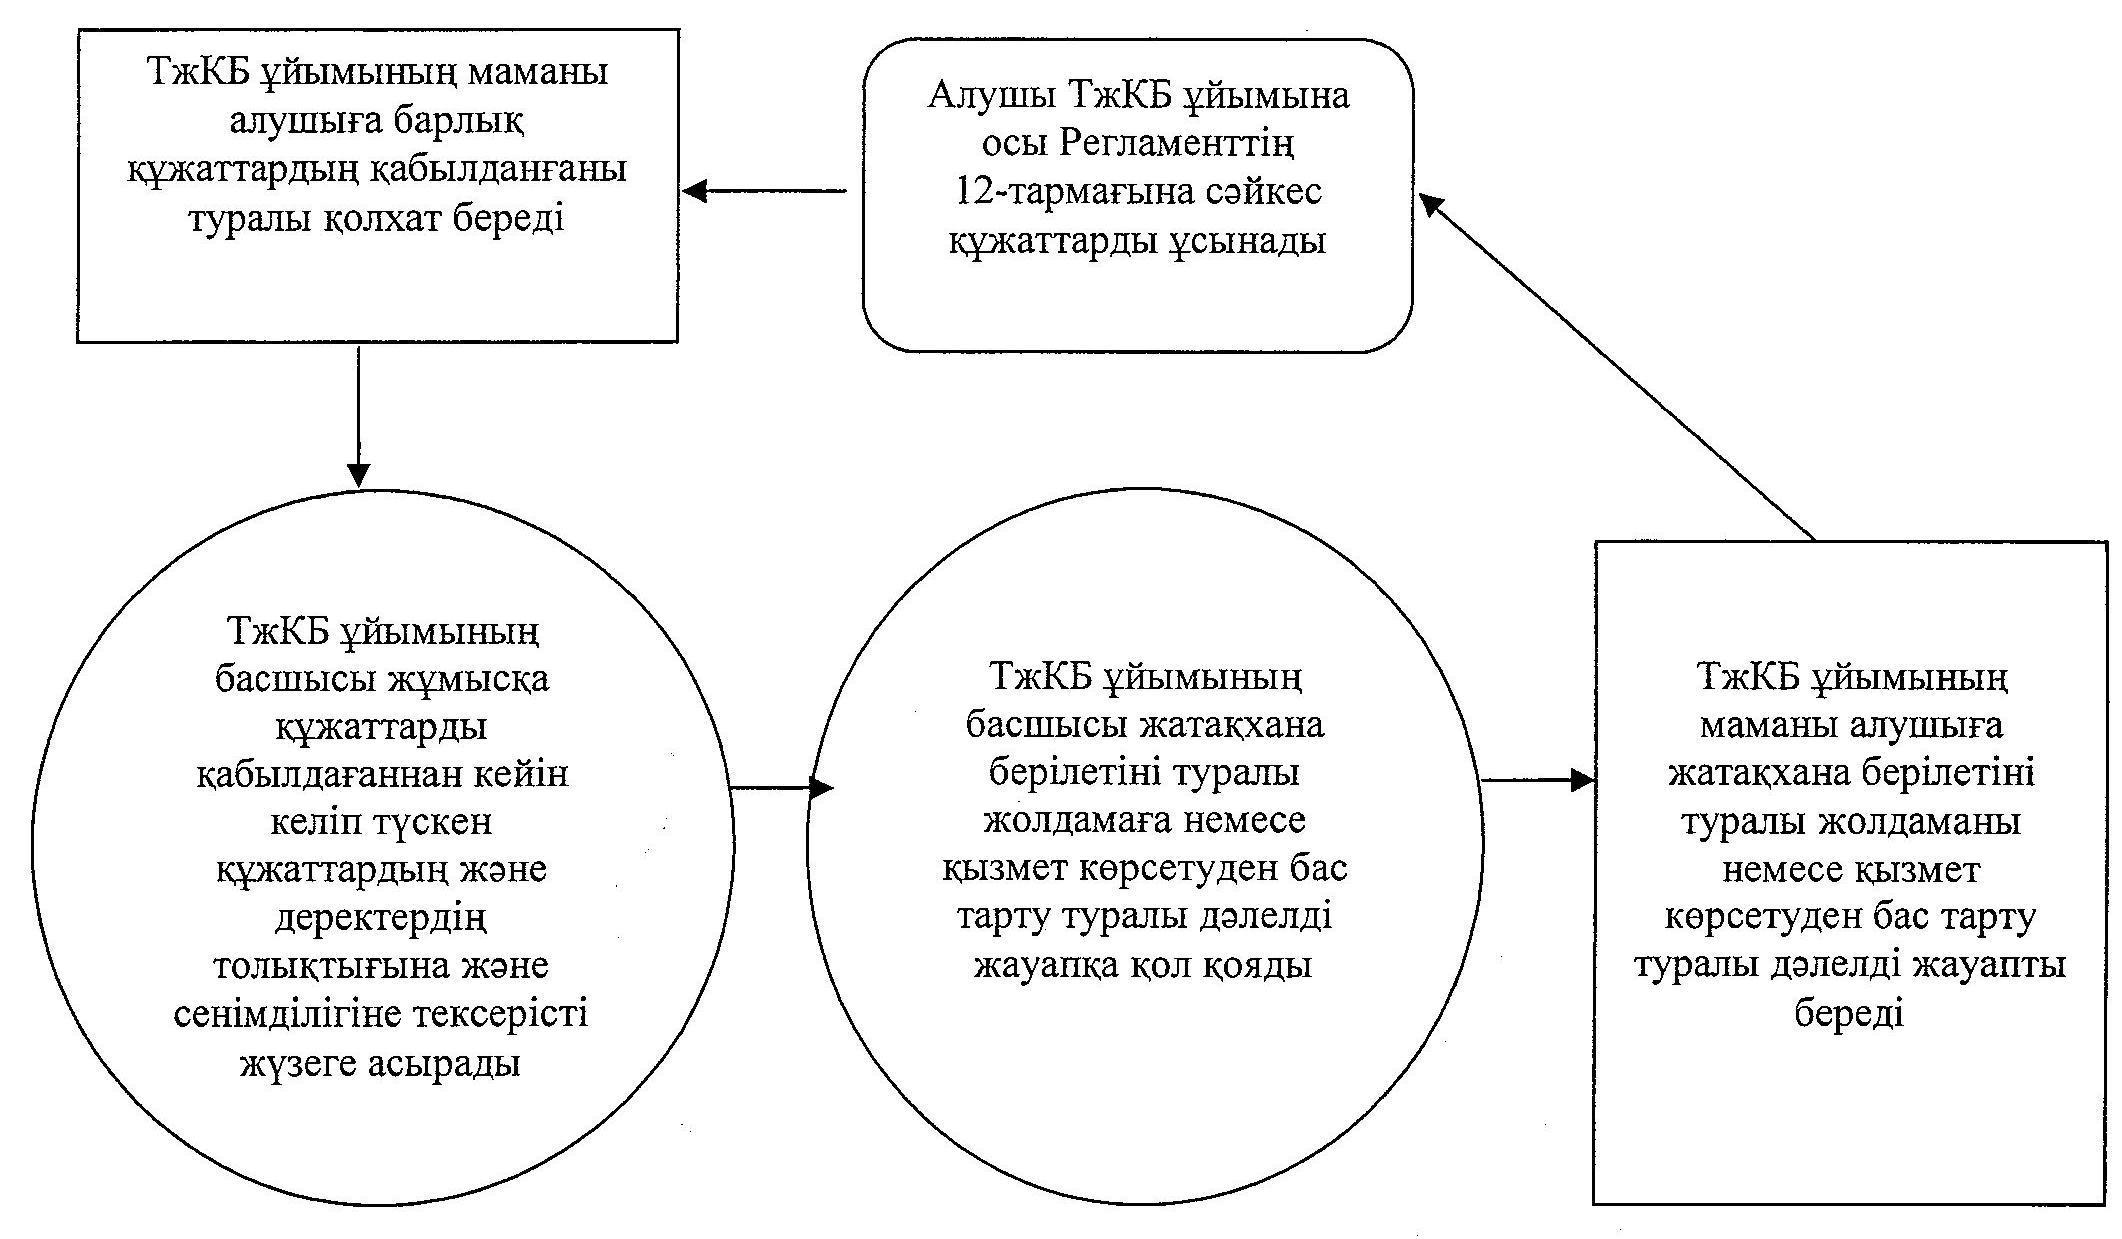 ТжКБ ұйымының маманы
алушыға барлық
құжаттардың қабылданғаны
туралы қолхат береді
Алушы ТжКБ ұйымына
осы Регламенттің
12-тармағына сәйкес
құжаттарды ұсынады
ТжКБ ұйымының
басшысы жұмысқа
құжаттарды
қабылдағаннан кейін
келіп түскен
құжаттардың және
деректердің
толықтығына және
сенімділігіне тексерісті
жүзеге асырады
ТжКБ ұйымының
басшысы жатақхана
берілетіні туралы
жолдамаға немесе
қызмет көрсетуден бас
тарту туралы дәлелді
жауапқа қол қояды
ТжКБ ұйымының
маманы алушыға
жатақхана берілетіні
туралы жолдаманы
немесе қызмет
көрсетуден бас тарту
туралы дәлелді жауапты
береді